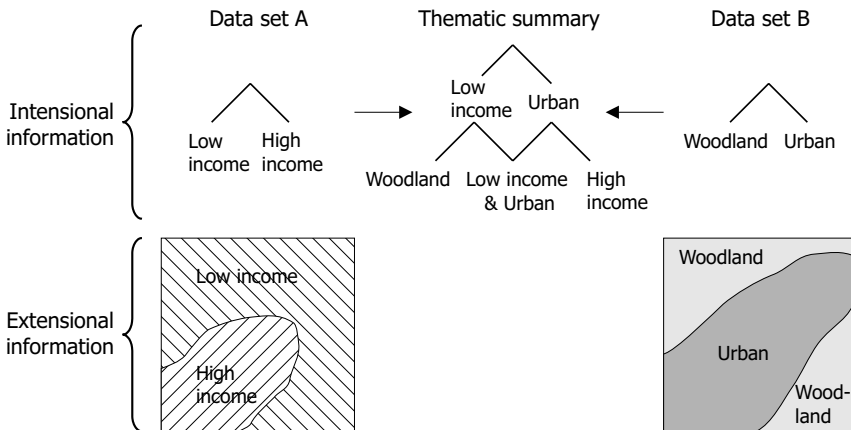 Data set A
Thematic summary
Data set B
Intensional
information
Low
income
High
income
Low
income
Urban
Woodland
Low income
& Urban
High
income
Woodland
Urban
Extensional
information
Low income
High
income
Woodland
Urban
Wood-
land